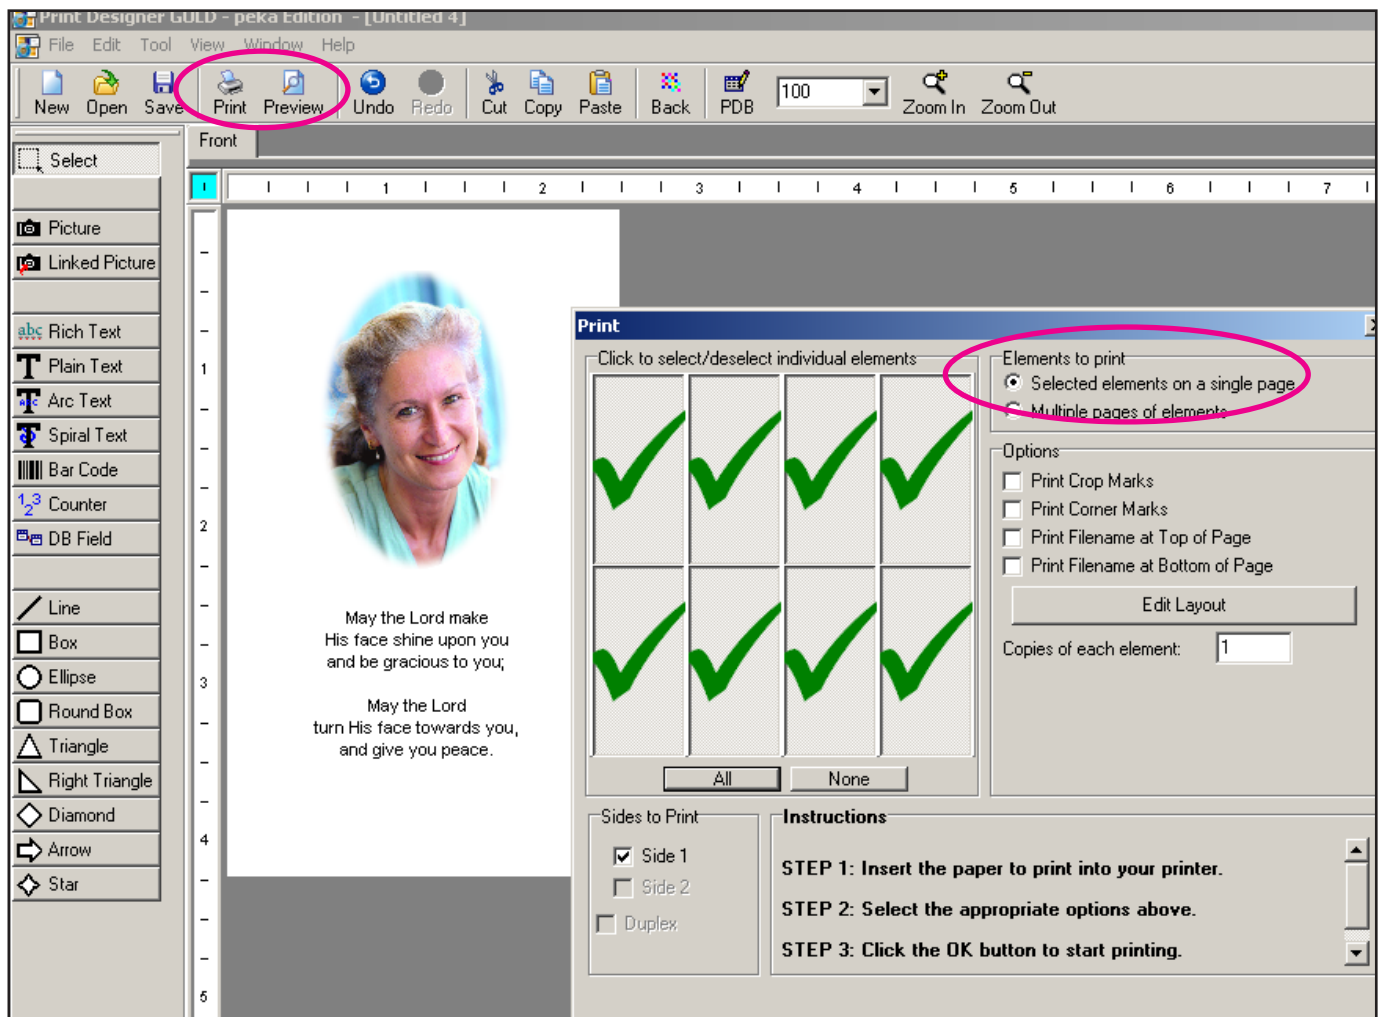 Print Designer GOLD - peka Edition - [Untitled 4]
File Edit Tool View Window Help
New Open Save Print Preview Undo Redo Cut Copy Paste Back PDB 100 Zoom In Zoom Out
Front
1 2 3 4 5 6 7
Select
Picture
Linked Picture
abc Rich Text
Plain Text
Arc Text
Spiral Text
Bar Code
Counter
DB Field
Line
Box
Ellipse
Round Box
Triangle
Right Triangle
Diamond
Arrow
Star
1
2
3
4
5
May the Lord make
His face shine upon you
and be gracious to you;
May the Lord
turn His face towards you,
and give you peace.
Print
Click to select/deselect individual elements
All None
Elements to print
Selected elements on a single page
Multiple pages of elements
Options
Print Crop Marks
Print Corner Marks
Print Filename at Top of Page
Print Filename at Bottom of Page
Edit Layout
Copies of each element: 1
Sides to Print
Side 1
Side 2
Duplex
Instructions
STEP 1: Insert the paper to print into your printer.
STEP 2: Select the appropriate options above.
STEP 3: Click the OK button to start printing.